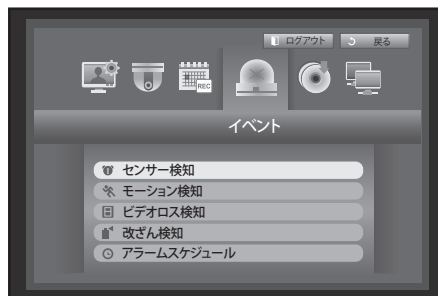 ログアウト 戻る
REC
イベント
センサー検知
モーション検知
ビデオロス検知
改ざん検知
アラームスケジュール